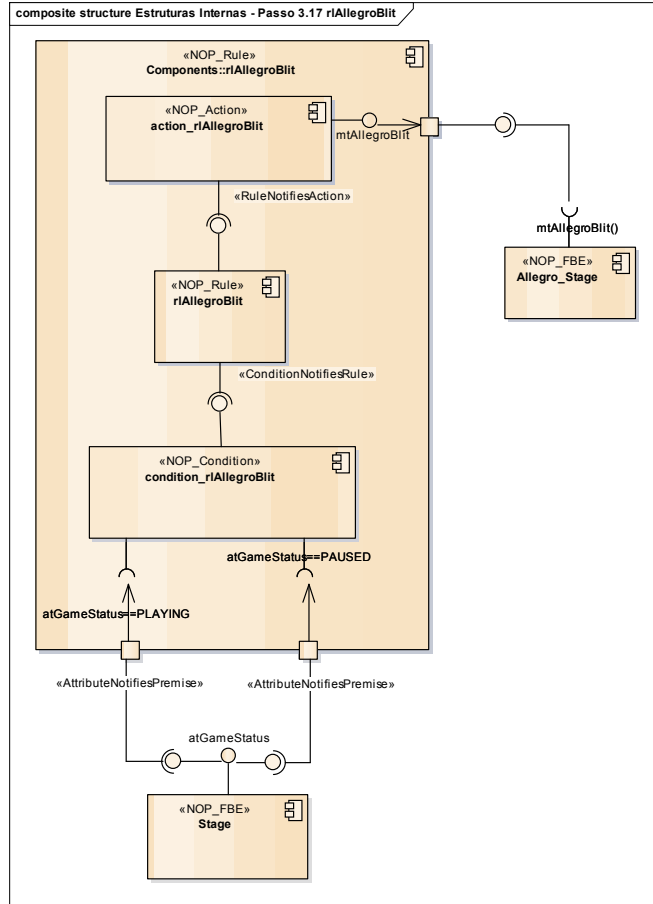 composite structure Estruturas Internas - Passo 3.17 rlAllegroBlit
«NOP_Rule»
Components::rlAllegroBlit
«NOP_Action»
action_rlAllegroBlit
mtAllegroBlit
«RuleNotifiesAction»
mtAllegroBlit()
«NOP_FBE»
Allegro_Stage
«NOP_Rule»
rlAllegroBlit
«ConditionNotifiesRule»
«NOP_Condition»
condition_rlAllegroBlit
atGameStatus==PAUSED
atGameStatus==PLAYING
«AttributeNotifiesPremise»
«AttributeNotifiesPremise»
atGameStatus
«NOP_FBE»
Stage